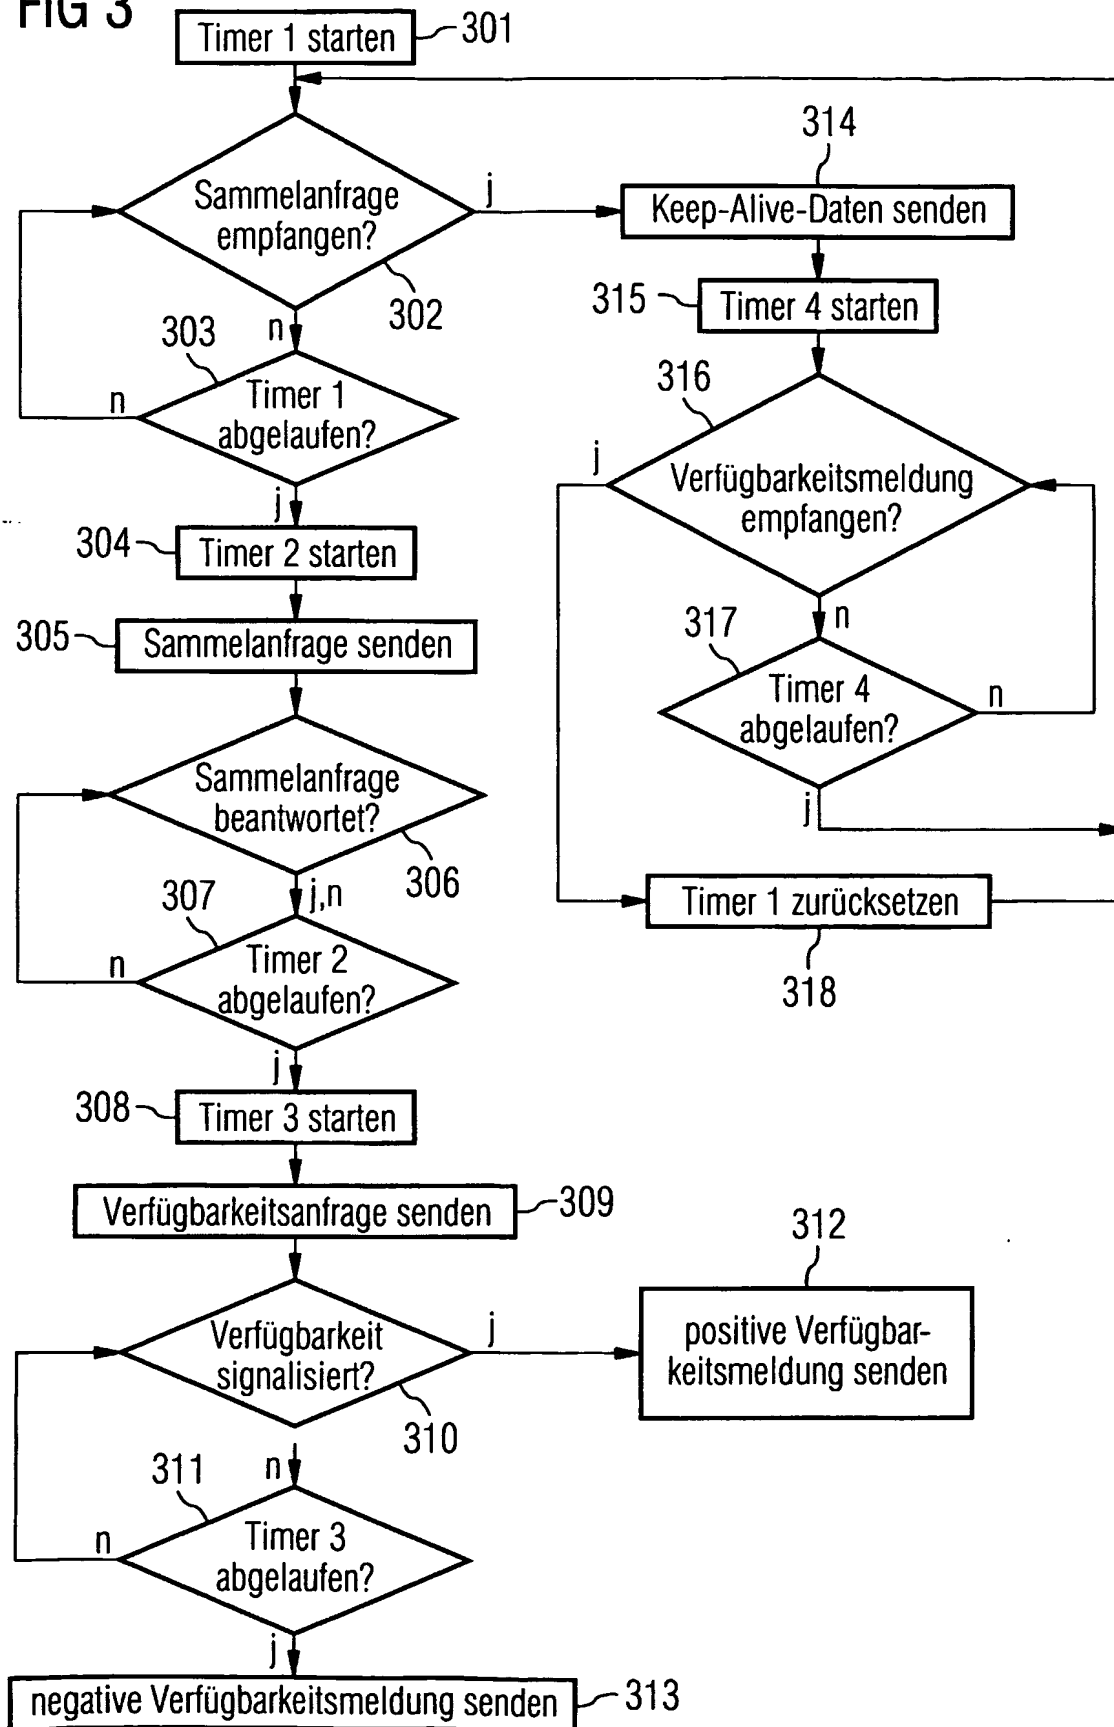 FIG 3
Timer 1 starten
301
Sammelanfrage
empfangen?
j
302
n
303
Timer 1
abgelaufen?
n
j
304
Timer 2 starten
305
Sammelanfrage senden
Sammelanfrage
beantwortet?
306
j,n
307
Timer 2
abgelaufen?
n
j
308
Timer 3 starten
Verfügbarkeitsanfrage senden
309
Verfügbarkeit
signalisiert?
j
310
n
311
Timer 3
abgelaufen?
n
j
negative Verfügbarkeitsmeldung senden
313
312
positive Verfügbar-
keitsmeldung senden
314
Keep-Alive-Daten senden
315
Timer 4 starten
316
j
Verfügbarkeitsmeldung
empfangen?
n
317
Timer 4
abgelaufen?
n
j
Timer 1 zurücksetzen
318